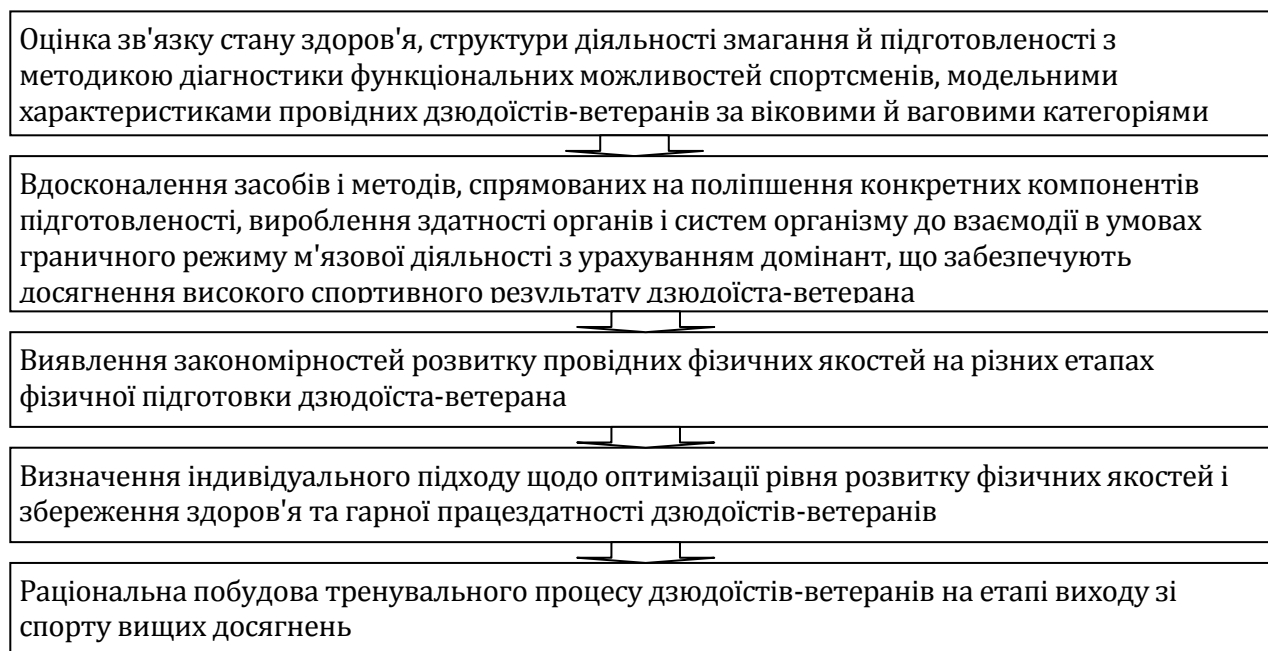 Оцінка зв'язку стану здоров'я, структури діяльності змагання й підготовленості з
методикою діагностики функціональних можливостей спортсменів, модельними
характеристиками провідних дзюдоїстів-ветеранів за віковими й ваговими категоріями
Вдосконалення засобів і методів, спрямованих на поліпшення конкретних компонентів
підготовленості, вироблення здатності органів і систем організму до взаємодії в умовах
граничного режиму м'язової діяльності з урахуванням домінант, що забезпечують
досягнення високого спортивного результату дзюдоїста-ветерана
Виявлення закономірностей розвитку провідних фізичних якостей на різних етапах
фізичної підготовки дзюдоїста-ветерана
Визначення індивідуального підходу щодо оптимізації рівня розвитку фізичних якостей і
збереження здоров'я та гарної працездатності дзюдоїстів-ветеранів
Раціональна побудова тренувального процесу дзюдоїстів-ветеранів на етапі виходу зі
спорту вищих досягнень